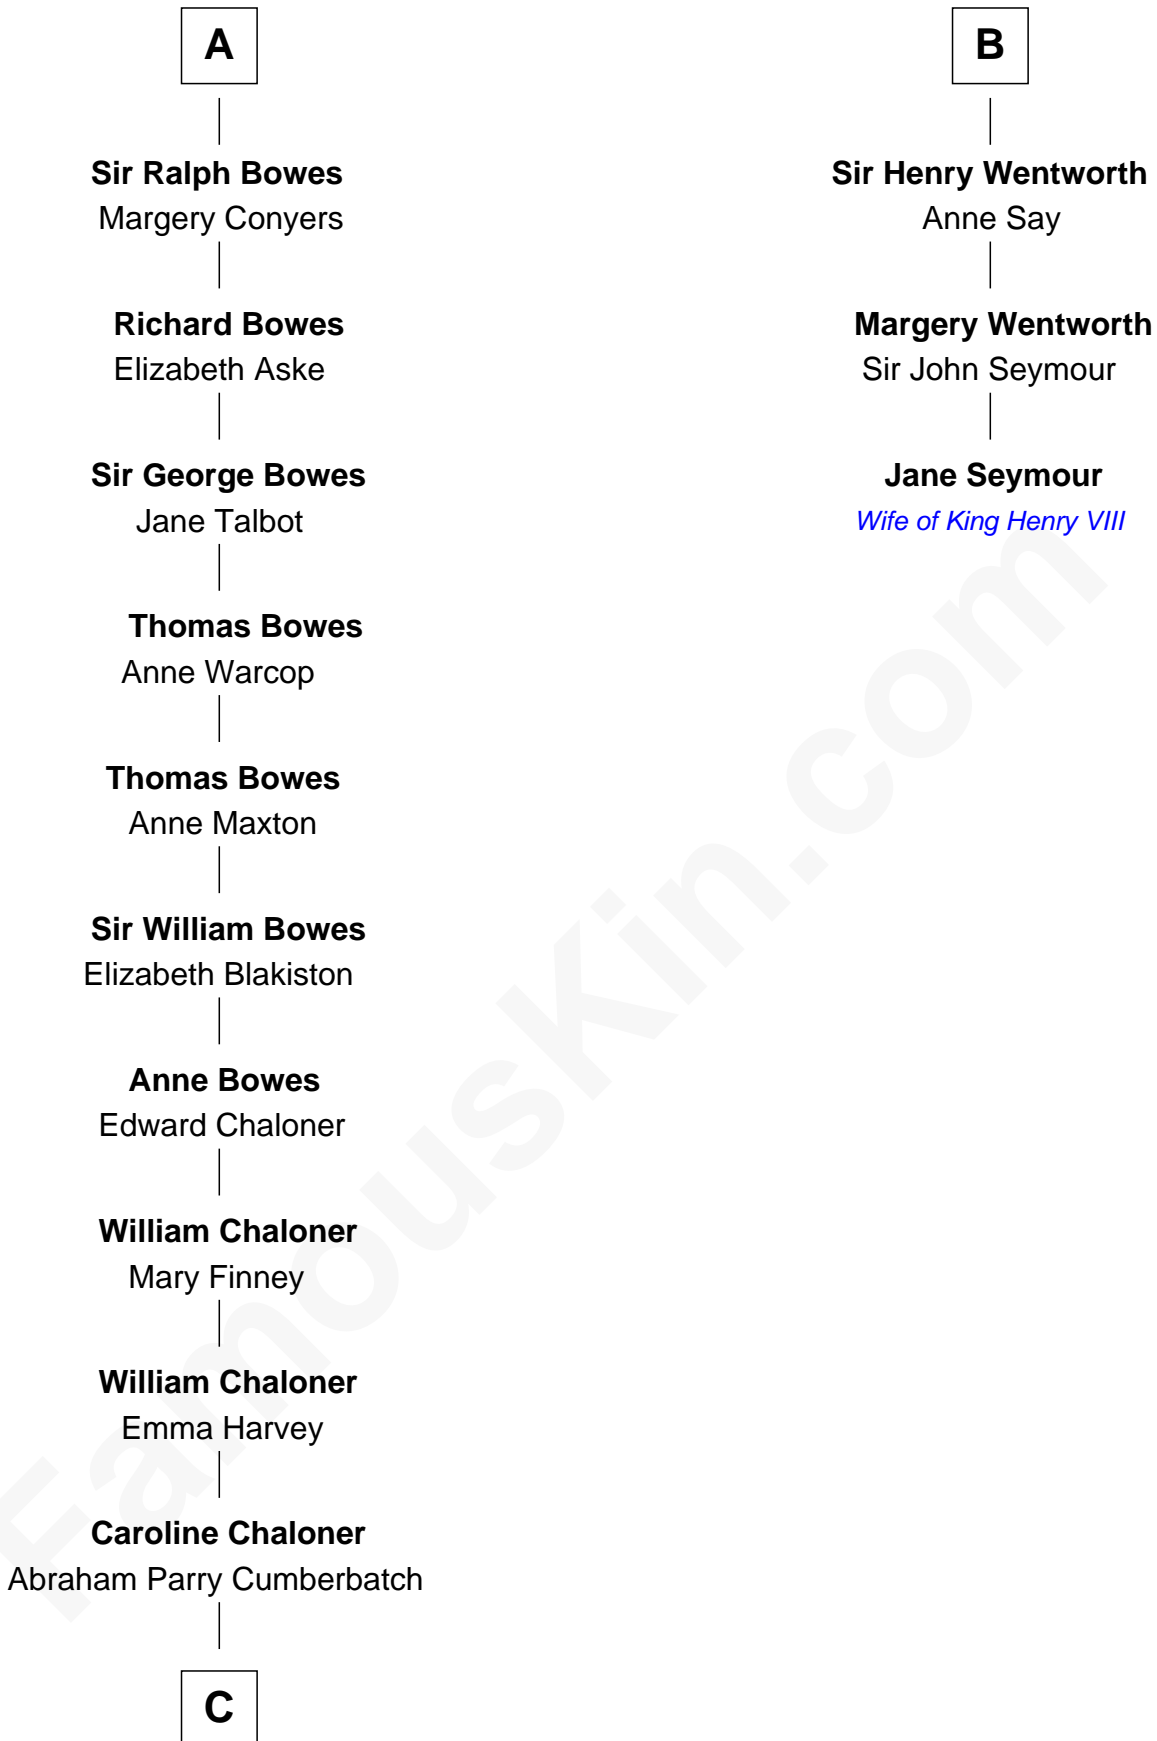 A
Sir Ralph Bowes
Margery Conyers
Richard Bowes
Elizabeth Aske
Sir George Bowes
Jane Talbot
Thomas Bowes
Anne Warcop
Thomas Bowes
Anne Maxton
Sir William Bowes
Elizabeth Blakiston
Anne Bowes
Edward Chaloner
William Chaloner
Mary Finney
William Chaloner
Emma Harvey
Caroline Chaloner
Abraham Parry Cumberbatch
C
B
Sir Henry Wentworth
Anne Say
Margery Wentworth
Sir John Seymour
Jane Seymour
Wife of King Henry VIII
FamousKin.com